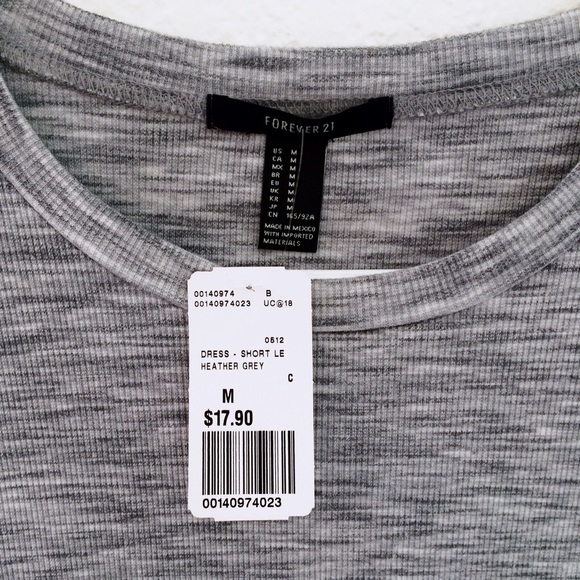 FOREVER 21
US M
CA M
MX M
BR M
EU M
UK M
KR M
JP M
CN 165/92A
MADE IN MEXICO
WITH IMPORTED
MATERIALS
00140974 B
00140974023 UC@18
0512
DRESS - SHORT LE
HEATHER GREY
C
M
$17.90
00140974023